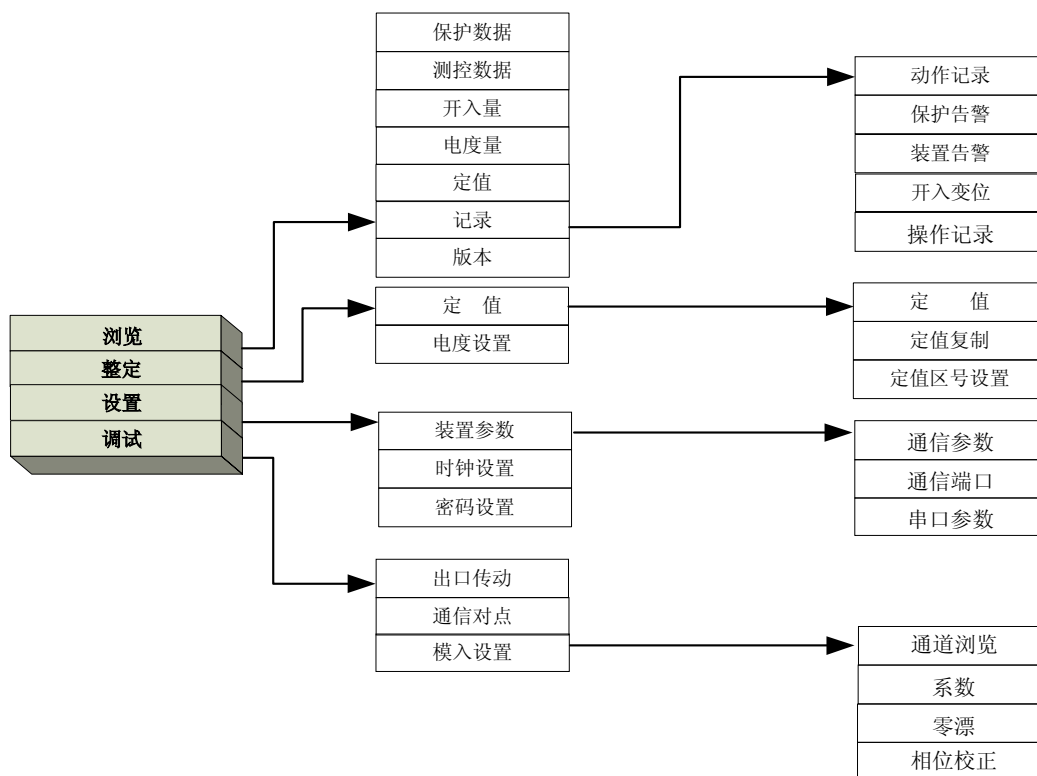 浏览
整定
设置
调试
保护数据
测控数据
开入量
电度量
定值
记录
版本
定 值
电度设置
装置参数
时钟设置
密码设置
出口传动
通信对点
模入设置
动作记录
保护告警
装置告警
开入变位
操作记录
定 值
定值复制
定值区号设置
通信参数
通信端口
串口参数
通道浏览
系数
零漂
相位校正